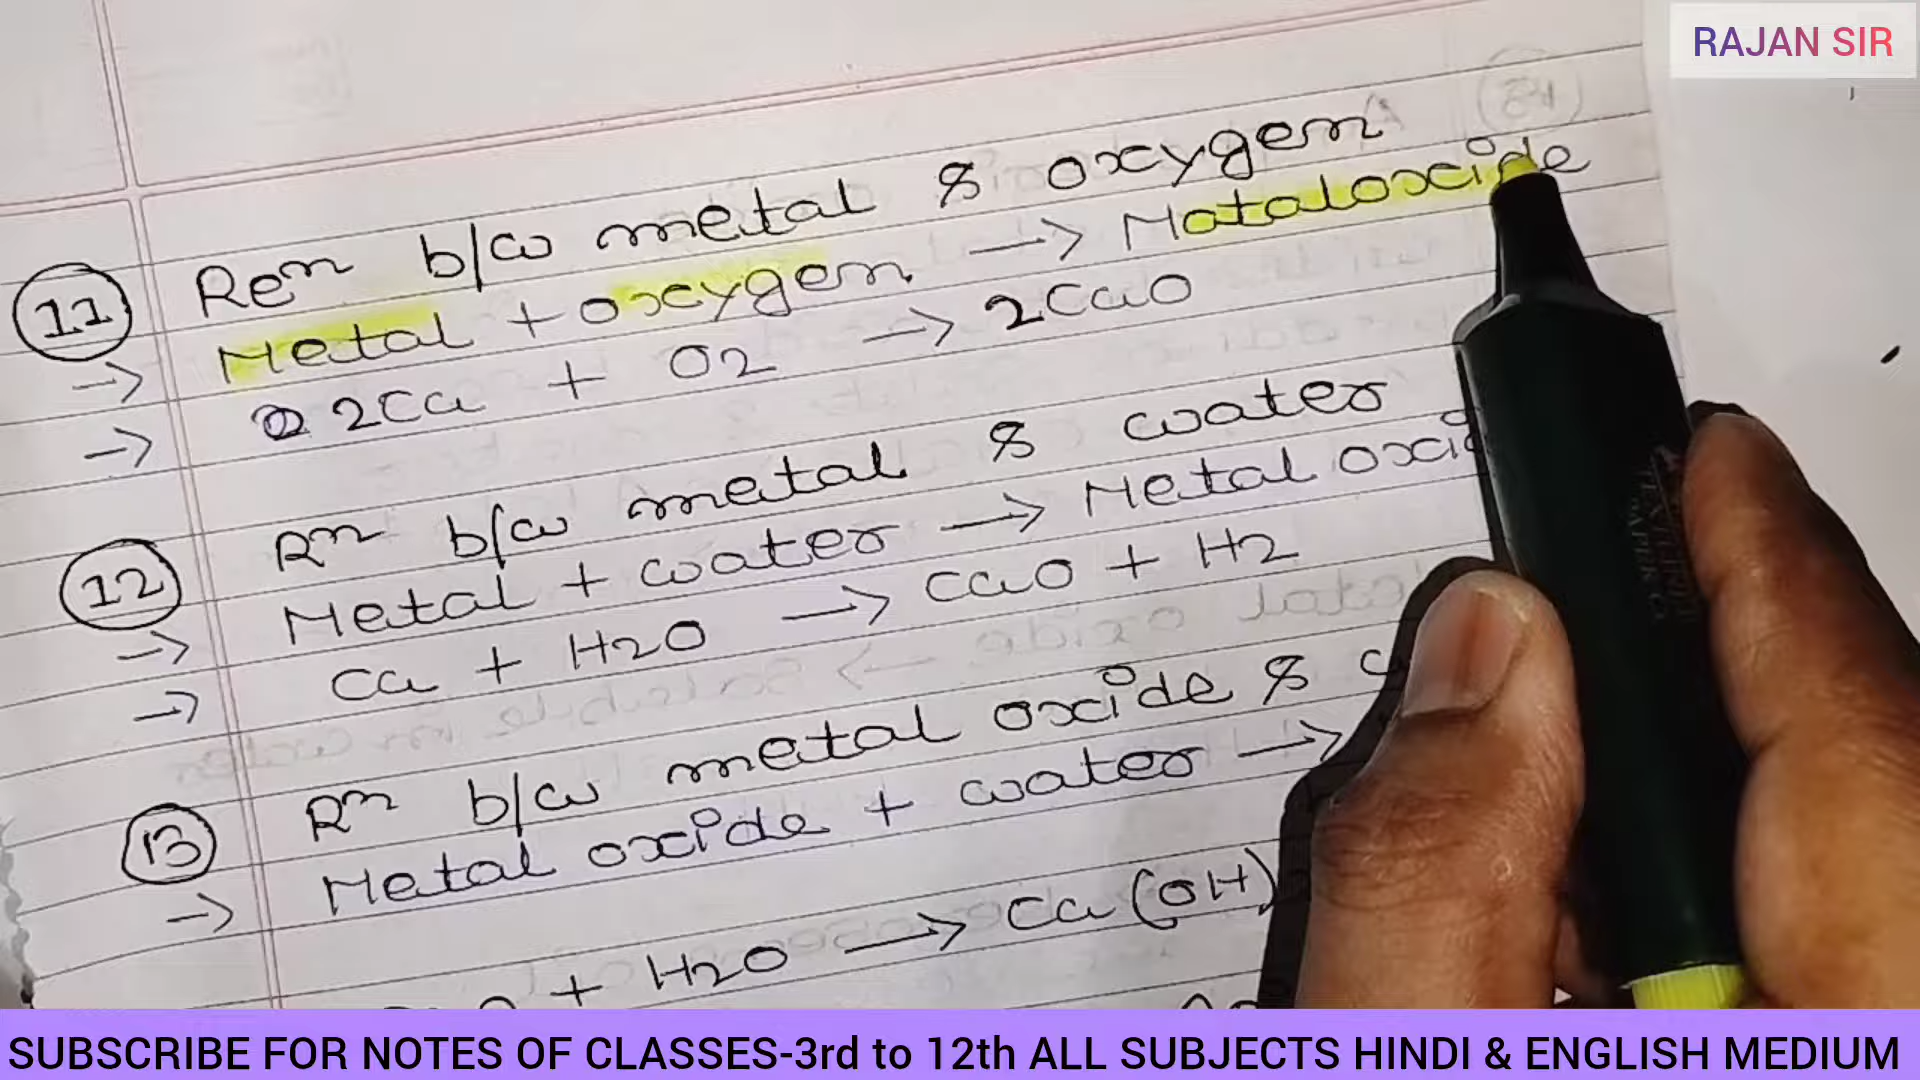 RAJAN SIR
11 Ren b/w metal & oxygen
→ Metal + oxygen → Mataloxide
→ 2Ca + O2 → 2CaO
12 Rn b/w metal & water
→ Metal + water → Metal oxi
→ Ca + H2O → CaO + H2
13 Rn b/w metal oxide &
→ Metal oxide + water →
+ H2O → Ca(OH)
SUBSCRIBE FOR NOTES OF CLASSES-3rd to 12th ALL SUBJECTS HINDI & ENGLISH MEDIUM